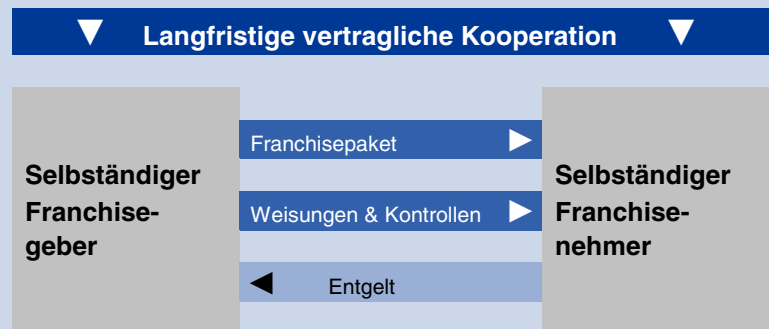 Langfristige vertragliche Kooperation
Selbständiger
Franchise-
geber
Franchisepaket
Weisungen & Kontrollen
Entgelt
Selbständiger
Franchise-
nehmer